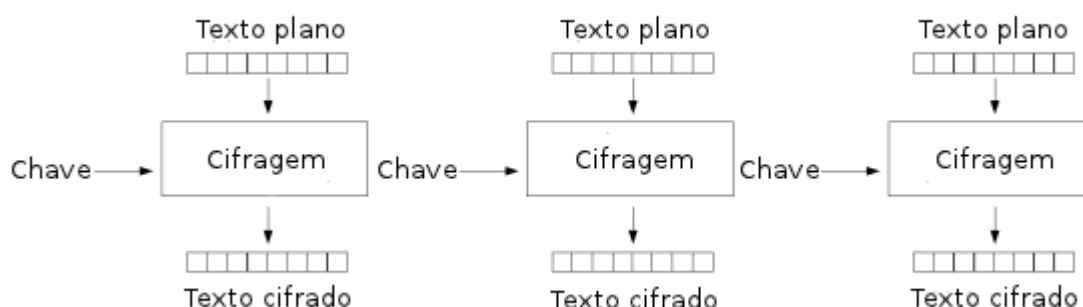 Texto plano Texto plano Texto plano
Chave Cifragem Chave Cifragem Chave Cifragem
Texto cifrado Texto cifrado Texto cifrado